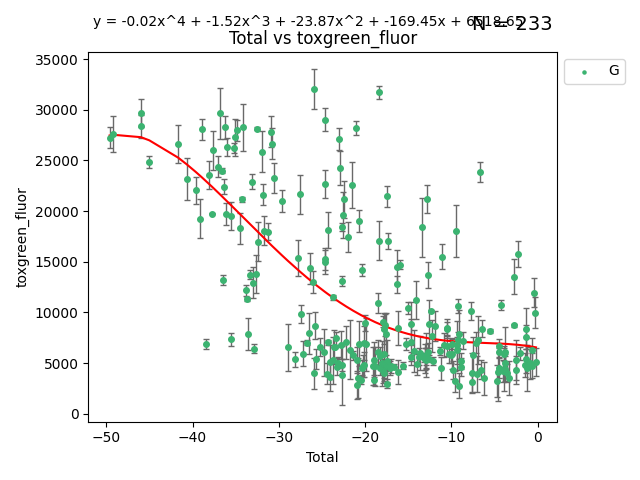 y = -0.02x^4 + -1.52x^3 + -23.87x^2 + -169.45x + 6518.65
N = 233
Total vs toxgreen_fluor
35000
30000
25000
20000
15000
10000
5000
0
toxgreen_fluor
−50 −40 −30 −20 −10 0
Total
G